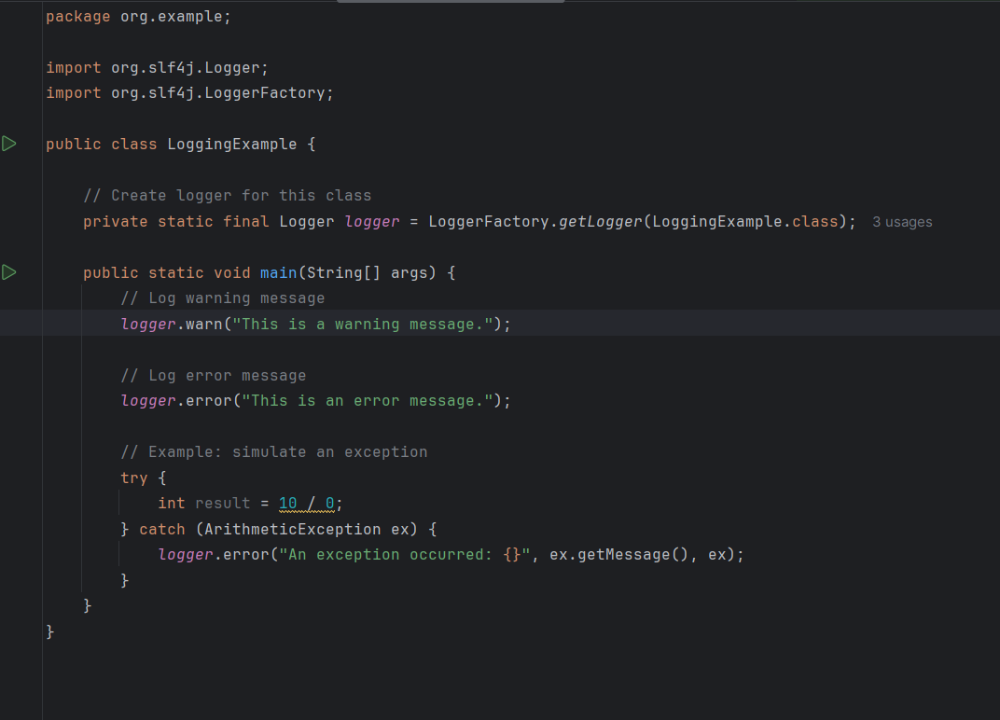 package org.example;
import org.slf4j.Logger;
import org.slf4j.LoggerFactory;
public class LoggingExample {
// Create logger for this class
private static final Logger logger = LoggerFactory.getLogger(LoggingExample.class); 3 usages
public static void main(String[] args) {
// Log warning message
logger.warn("This is a warning message.");
// Log error message
logger.error("This is an error message.");
// Example: simulate an exception
try {
int result = 10 / 0;
} catch (ArithmeticException ex) {
logger.error("An exception occurred: {}", ex.getMessage(), ex);
}
}
}